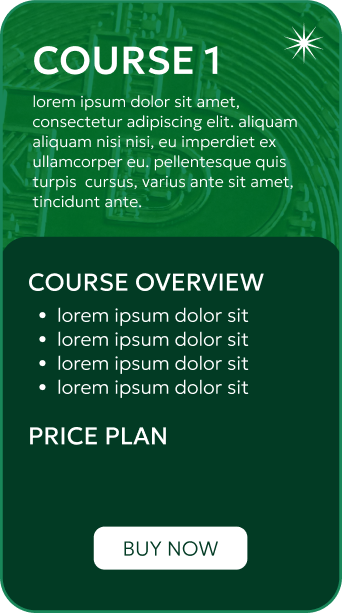 COURSE 1
lorem ipsum dolor sit amet,
consectetur adipiscing elit. aliquam
aliquam nisi nisi, eu imperdiet ex
ullamcorper eu. pellentesque quis
turpis cursus, varius ante sit amet,
tincidunt ante.
COURSE OVERVIEW
• lorem ipsum dolor sit
• lorem ipsum dolor sit
• lorem ipsum dolor sit
• lorem ipsum dolor sit
PRICE PLAN
BUY NOW